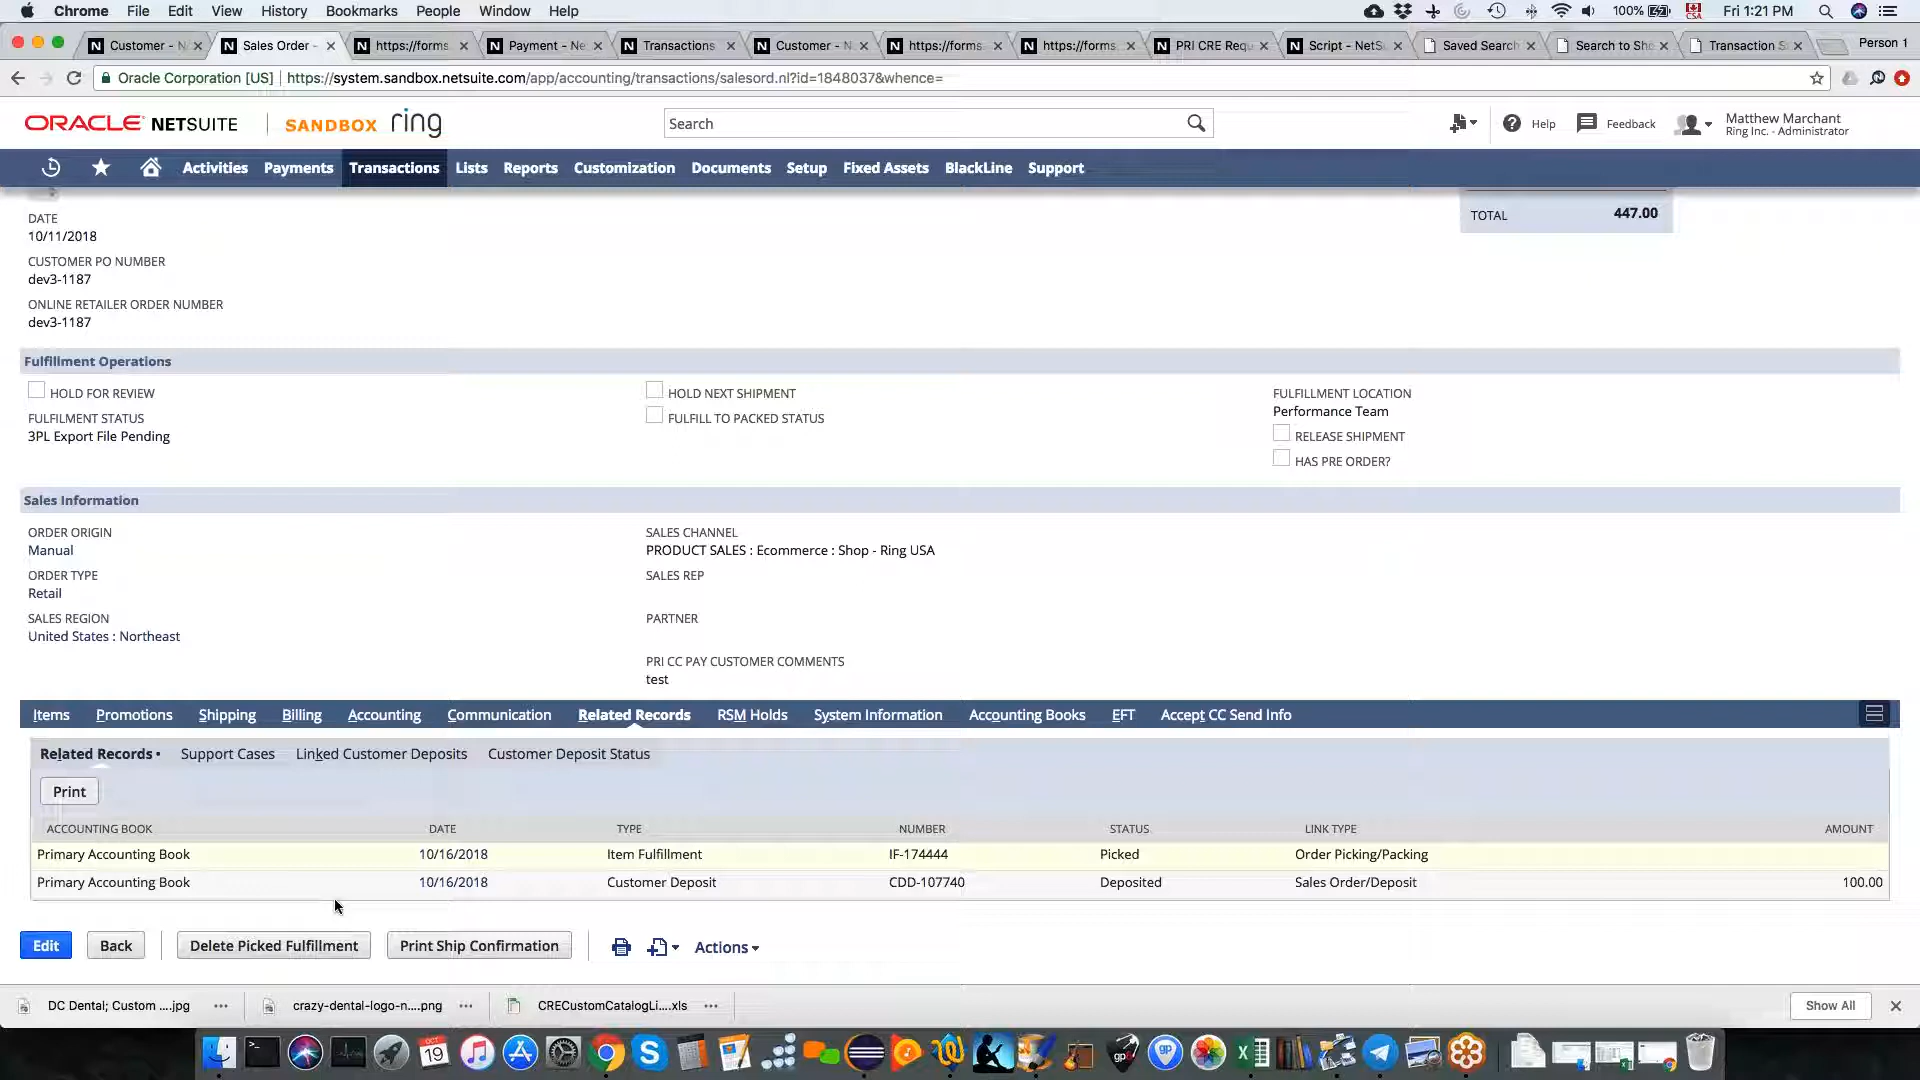 Chrome File Edit View History Bookmarks People Window Help 100% CSA Fri 1:21 PM
Customer - N Sales Order - https://forms Payment - Ne Transactions Customer - N https://forms https://forms PRI CRE Requ Script - NetS Saved Search Search to Sh Transaction S Person 1
Oracle Corporation [US] https://system.sandbox.netsuite.com/app/accounting/transactions/salesord.nl?id=1848037&whence=
ORACLE NETSUITE SANDBOX ring Search Help Feedback Matthew Marchant
Ring Inc. - Administrator
Activities Payments Transactions Lists Reports Customization Documents Setup Fixed Assets BlackLine Support
TOTAL 447.00
DATE
10/11/2018
CUSTOMER PO NUMBER
dev3-1187
ONLINE RETAILER ORDER NUMBER
dev3-1187
Fulfillment Operations
HOLD FOR REVIEW
FULFILMENT STATUS
3PL Export File Pending
HOLD NEXT SHIPMENT
FULFILL TO PACKED STATUS
FULFILLMENT LOCATION
Performance Team
RELEASE SHIPMENT
HAS PRE ORDER?
Sales Information
ORDER ORIGIN
Manual
ORDER TYPE
Retail
SALES REGION
United States : Northeast
SALES CHANNEL
PRODUCT SALES : Ecommerce : Shop - Ring USA
SALES REP
PARTNER
PRI CC PAY CUSTOMER COMMENTS
test
Items Promotions Shipping Billing Accounting Communication Related Records RSM Holds System Information Accounting Books EFT Accept CC Send Info
Related Records • Support Cases Linked Customer Deposits Customer Deposit Status
Print
ACCOUNTING BOOK DATE TYPE NUMBER STATUS LINK TYPE AMOUNT
Primary Accounting Book 10/16/2018 Item Fulfillment IF-174444 Picked Order Picking/Packing
Primary Accounting Book 10/16/2018 Customer Deposit CDD-107740 Deposited Sales Order/Deposit 100.00
Edit Back Delete Picked Fulfillment Print Ship Confirmation Actions
DC Dental; Custom ....jpg crazy-dental-logo-n....png CRECustomCatalogLi....xls Show All
OCT
19